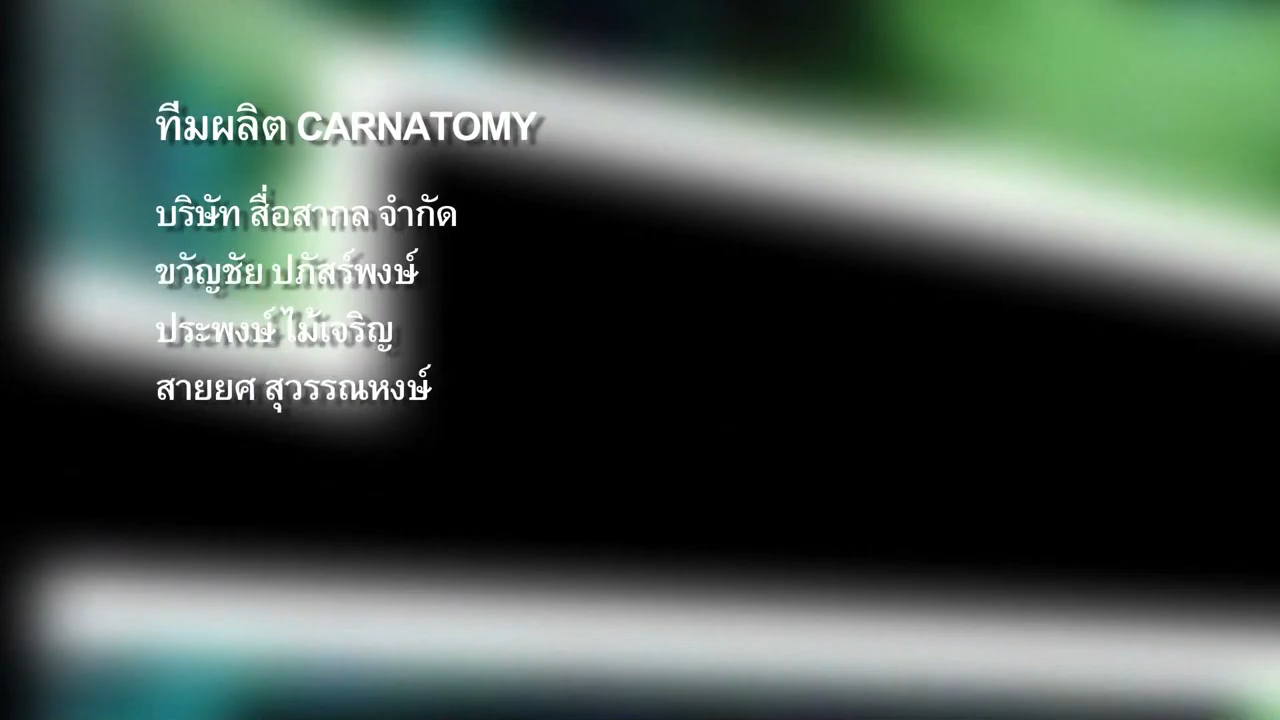 ทีมผลิต CARNATOMY
บริษัท สื่อสากล จำกัด
ขวัญชัย ปภัสร์พงษ์
ประพงษ์ ไม้เจริญ
สายยศ สุวรรณหงษ์